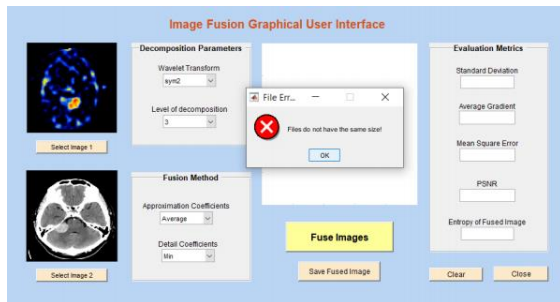 Image Fusion Graphical User Interface
Decomposition Parameters
Wavelet Transform
sym2
Level of decomposition
3
Select Image 1
File Err...
Files do not have the same size!
OK
Evaluation Metrics
Standard Deviation
Average Gradient
Mean Square Error
PSNR
Entropy of Fused Image
Fusion Method
Approximation Coefficients
Average
Detail Coefficients
Min
Select Image 2
Fuse Images
Save Fused Image
Clear
Close